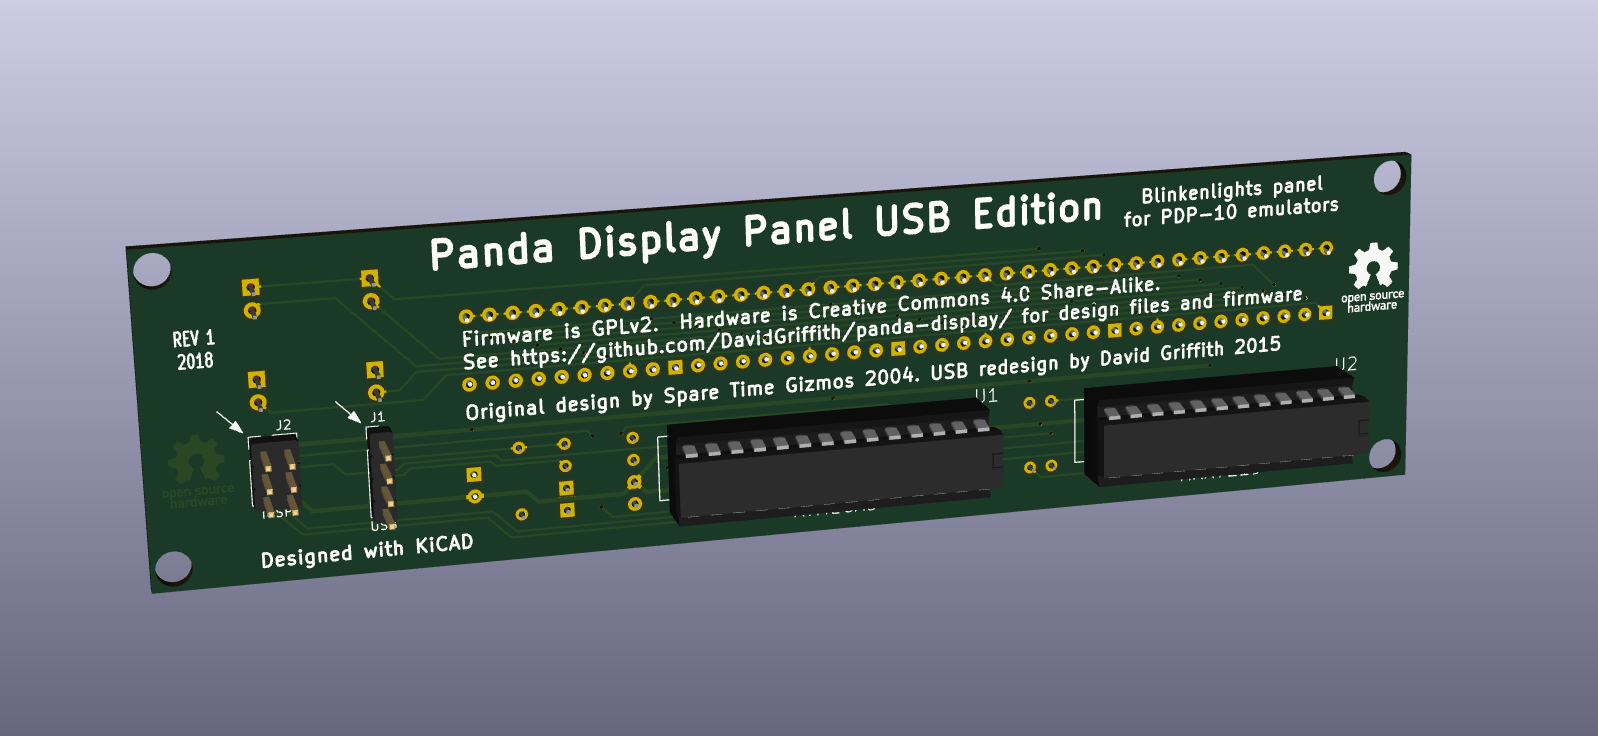 Panda Display Panel USB Edition
Blinkenlights panel
for PDP-10 emulators
REV 1
2018
Firmware is GPLv2. Hardware is Creative Commons 4.0 Share-Alike.
See https://github.com/DavidGriffith/panda-display/ for design files and firmware.
Original design by Spare Time Gizmos 2004. USB redesign by David Griffith 2015
open source
hardware
U1
U2
J2
J1
open source
hardware
USB
Designed with KiCAD